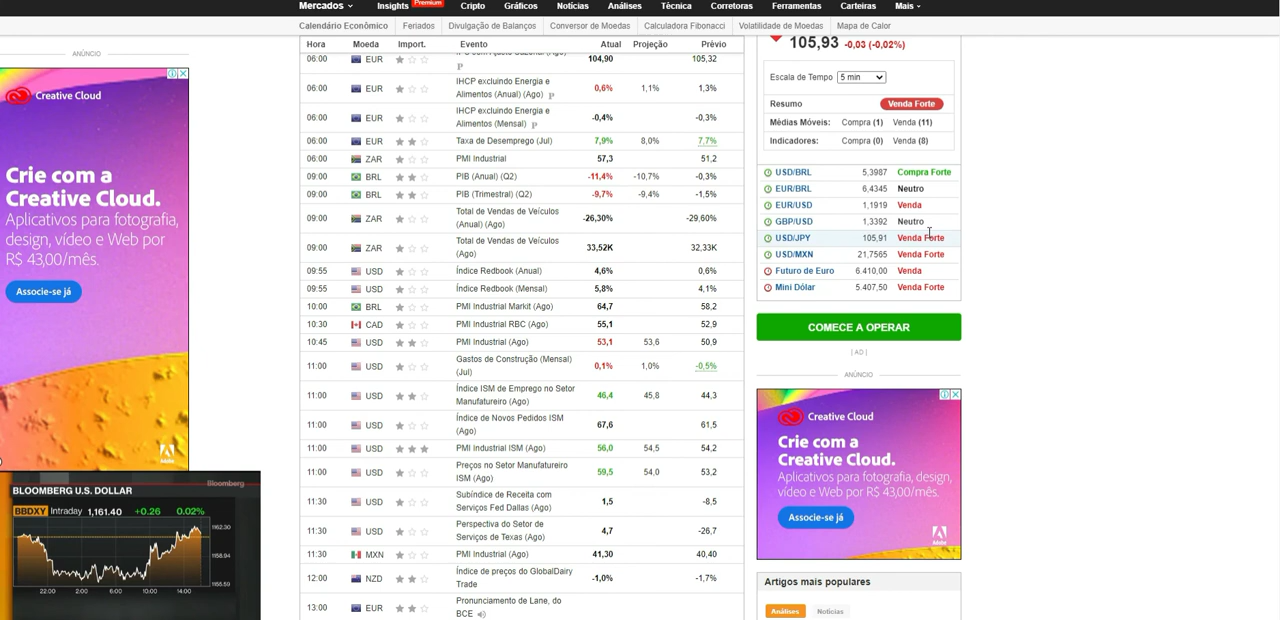 Mercados Insights Premium Cripto Gráficos Notícias Análises Técnica Corretoras Ferramentas Carteiras Mais
Calendário Econômico Feriados Divulgação de Balanços Conversor de Moedas Calculadora Fibonacci Volatilidade de Moedas Mapa de Calor
ANÚNCIO
Creative Cloud
Crie com a
Creative Cloud.
Aplicativos para fotografia,
design, vídeo e Web por
R$ 43,00/mês.
Associe-se já
BLOOMBERG U.S. DOLLAR
Bloomberg
BBDXY Intraday 1,161.40 +0.26 0.02%
1162.30
1158.94
1155.59
22:00 2:00 6:00 10:00 14:00
Hora Moeda Import. Evento Atual Projeção Prévio
06:00 EUR 104,90 105,32
P
06:00 EUR IHCP excluindo Energia e
Alimentos (Anual) (Ago) P 0,6% 1,1% 1,3%
06:00 EUR IHCP excluindo Energia e
Alimentos (Mensal) P -0,4% -0,3%
06:00 EUR Taxa de Desemprego (Jul) 7,9% 8,0% 7,7%
06:00 ZAR PMI Industrial 57,3 51,2
09:00 BRL PIB (Anual) (Q2) -11,4% -10,7% -0,3%
09:00 BRL PIB (Trimestral) (Q2) -9,7% -9,4% -1,5%
09:00 ZAR Total de Vendas de Veículos
(Anual) (Ago) -26,30% -29,60%
09:00 ZAR Total de Vendas de Veículos
(Ago) 33,52K 32,33K
09:55 USD Índice Redbook (Anual) 4,6% 0,6%
09:55 USD Índice Redbook (Mensal) 5,8% 4,1%
10:00 BRL PMI Industrial Markit (Ago) 64,7 58,2
10:30 CAD PMI Industrial RBC (Ago) 55,1 52,9
10:45 USD PMI Industrial (Ago) 53,1 53,6 50,9
11:00 USD Gastos de Construção (Mensal)
(Jul) 0,1% 1,0% -0,5%
11:00 USD Índice ISM de Emprego no Setor
Manufatureiro (Ago) 46,4 45,8 44,3
11:00 USD Índice de Novos Pedidos ISM
(Ago) 67,6 61,5
11:00 USD PMI Industrial ISM (Ago) 56,0 54,5 54,2
11:00 USD Preços no Setor Manufatureiro
ISM (Ago) 59,5 54,0 53,2
11:30 USD Subíndice de Receita com
Serviços Fed Dallas (Ago) 1,5 -8,5
11:30 USD Perspectiva do Setor de
Serviços de Texas (Ago) 4,7 -26,7
11:30 MXN PMI Industrial (Ago) 41,30 40,40
12:00 NZD Índice de preços do GlobalDairy
Trade -1,0% -1,7%
13:00 EUR Pronunciamento de Lane, do
BCE
105,93 -0,03 (-0,02%)
Escala de Tempo 5 min
Resumo Venda Forte
Médias Móveis: Compra (1) Venda (11)
Indicadores: Compra (0) Venda (8)
USD/BRL 5,3987 Compra Forte
EUR/BRL 6,4345 Neutro
EUR/USD 1,1919 Venda
GBP/USD 1,3392 Neutro
USD/JPY 105,91 Venda Forte
USD/MXN 21,7565 Venda Forte
Futuro de Euro 6.410,00 Venda
Mini Dólar 5.407,50 Venda Forte
COMECE A OPERAR
| AD |
ANÚNCIO
Creative Cloud
Crie com a
Creative Cloud.
Aplicativos para fotografia,
design, vídeo e Web por
R$ 43,00/mês.
Associe-se já
Adobe
Artigos mais populares
Análises Notícias